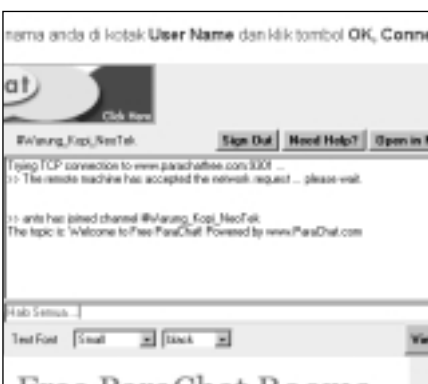 nama anda di kotak User Name dan klik tombol OK, Conne
at)
Click Here
#Warung_Kopi_NeoTek
Sign Out Need Help? Open in
Trying TCP connection to www.parachatfree.com:9301 ...
>> The remote machine has accepted the network request ... please wait.
>> anto has joined channel #Warung_Kopi_NeoTek
The topic is 'Welcome to Free ParaChat! Powered by www.ParaChat.com
Halo Semua...
Text Font Small black
Free ParaChat Rooms